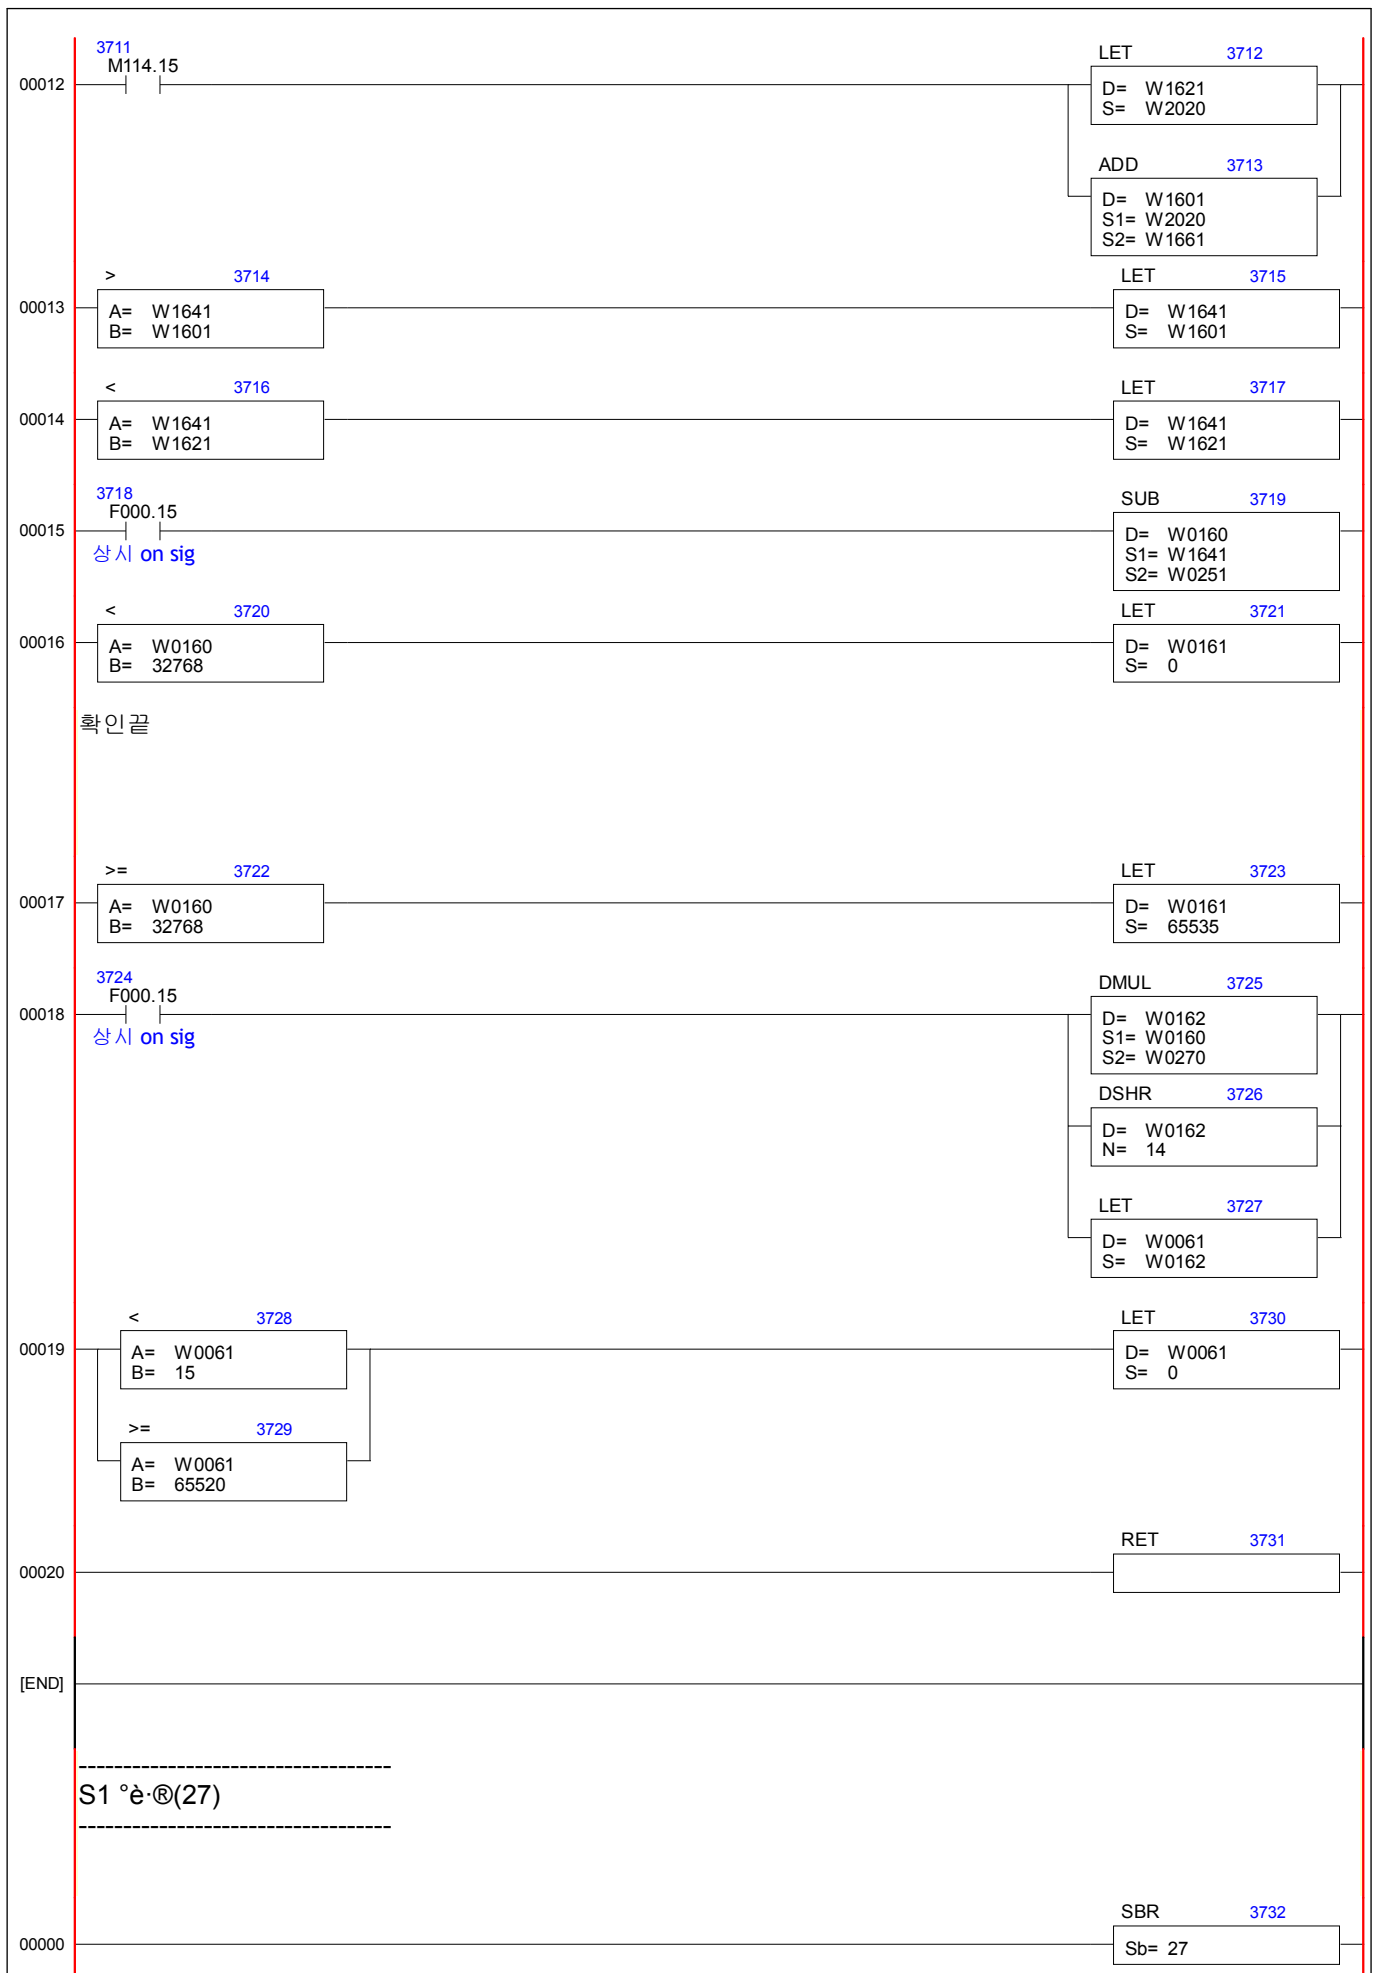 3711
M114.15
00012
LET 3712
D= W1621
S= W2020
ADD 3713
D= W1601
S1= W2020
S2= W1661
> 3714
00013
A= W1641
B= W1601
LET 3715
D= W1641
S= W1601
< 3716
00014
A= W1641
B= W1621
LET 3717
D= W1641
S= W1621
3718
F000.15
00015
상시 on sig
SUB 3719
D= W0160
S1= W1641
S2= W0251
< 3720
00016
A= W0160
B= 32768
LET 3721
D= W0161
S= 0
확인끝
>= 3722
00017
A= W0160
B= 32768
LET 3723
D= W0161
S= 65535
3724
F000.15
00018
상시 on sig
DMUL 3725
D= W0162
S1= W0160
S2= W0270
DSHR 3726
D= W0162
N= 14
LET 3727
D= W0061
S= W0162
< 3728
00019
A= W0061
B= 15
>= 3729
A= W0061
B= 65520
LET 3730
D= W0061
S= 0
RET 3731
00020
[END]
-----------------------------------
S1 °è·®(27)
-----------------------------------
SBR 3732
00000
Sb= 27